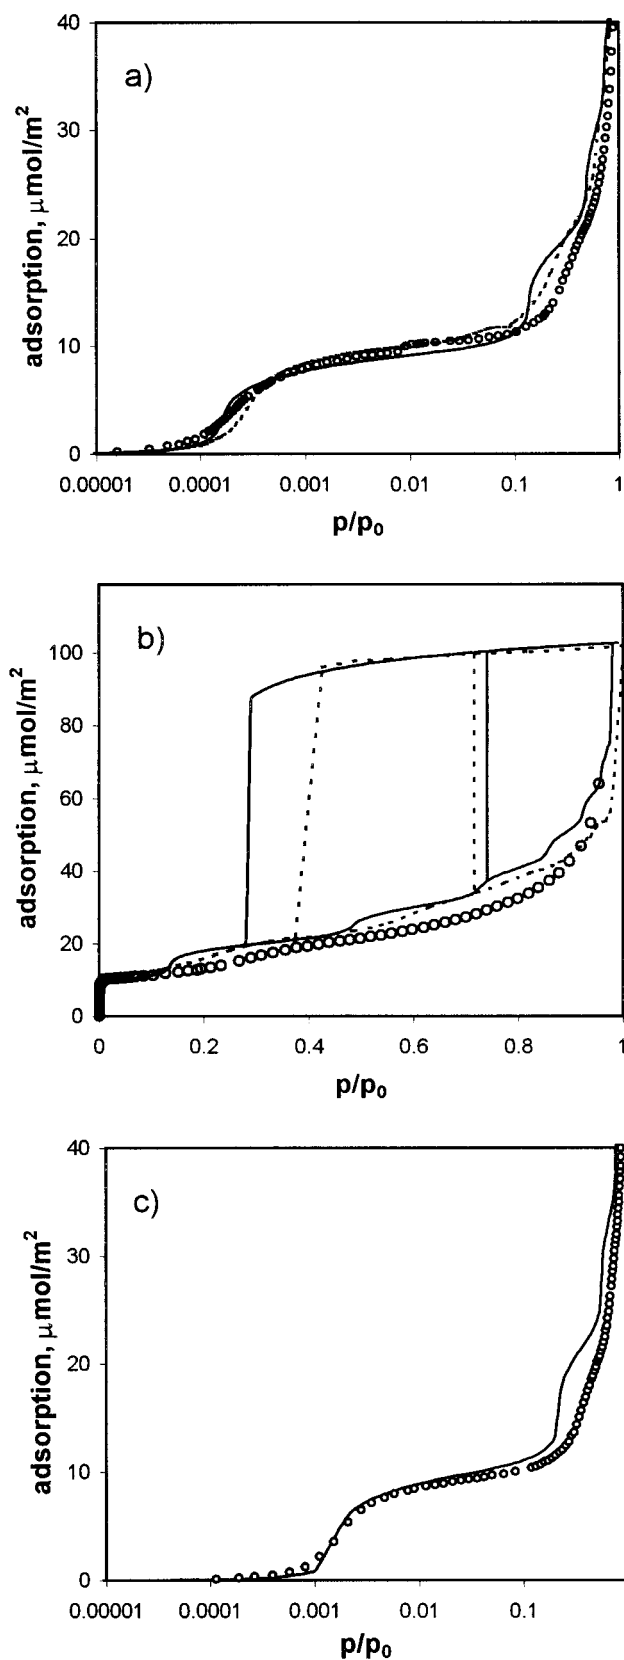 a)
40
30
20
10
0
adsorption, μmol/m²
0.00001 0.0001 0.001 0.01 0.1 1
p/p₀
b)
100
80
60
40
20
0
adsorption, μmol/m²
0 0.2 0.4 0.6 0.8 1
p/p₀
c)
40
30
20
10
0
adsorption, μmol/m²
0.00001 0.0001 0.001 0.01 0.1
p/p₀